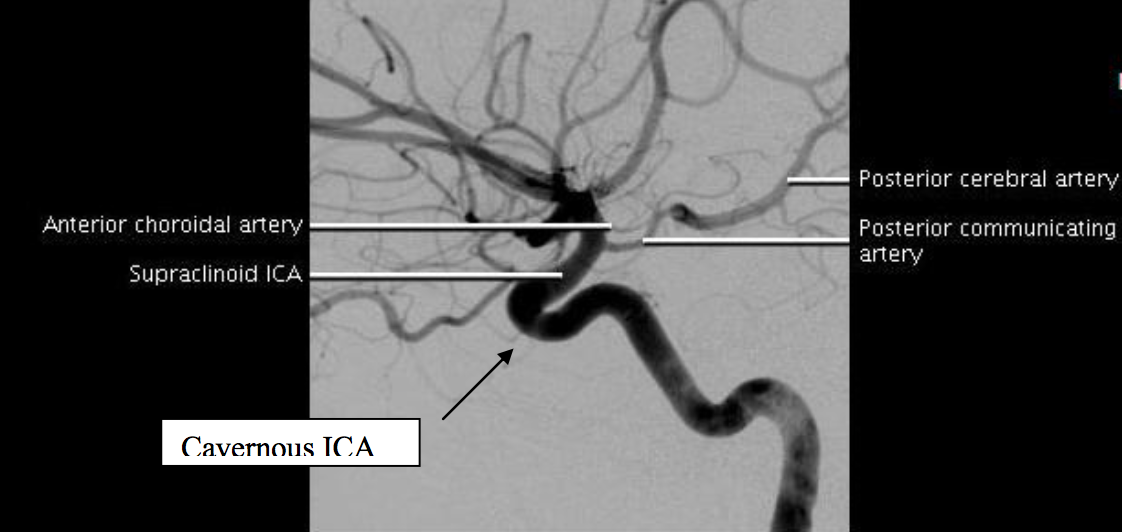 Posterior cerebral artery
Anterior choroidal artery
Posterior communicating
artery
Supraclinoid ICA
Cavernous ICA